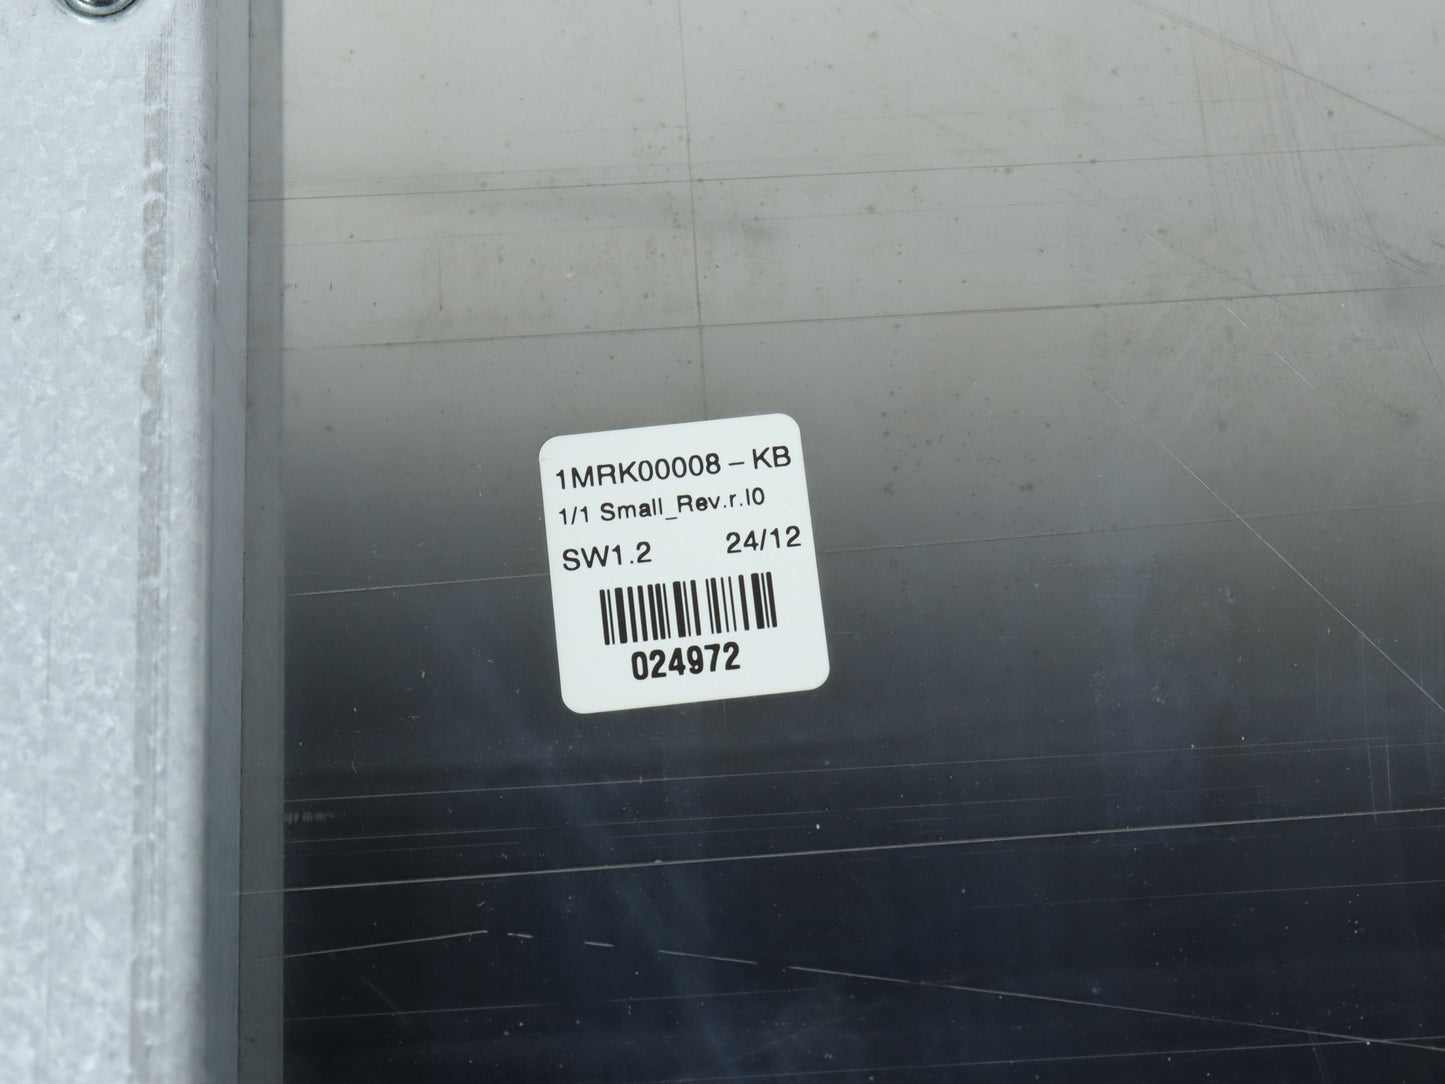 1MRK00008 – KB
1/1 Small_Rev.r.I0
SW1.2 24/12
024972